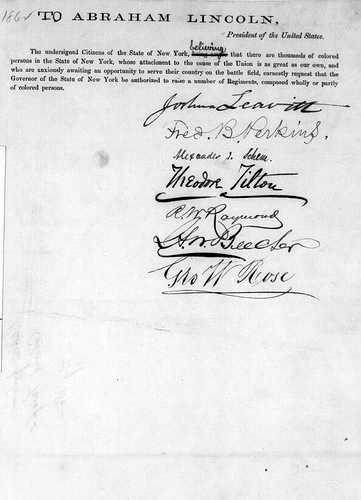 186
TO ABRAHAM LINCOLN,
President of the United States.
believing
The undersigned Citizens of the State of New York, that there are thousands of colored
persons in the State of New York, whose attachment to the cause of the Union is as great as our own, and
who are anxiously awaiting an opportunity to serve their country on the battle field, earnestly request that the
Governor of the State of New York be authorized to raise a number of Regiments, composed wholly or partly
of colored persons.
Joshua Leavitt
Fred. B. Perkins.
Alexander J. Schem.
Theodore Tilton
R. W. Raymond
H. W. Beecher
Geo W Rose